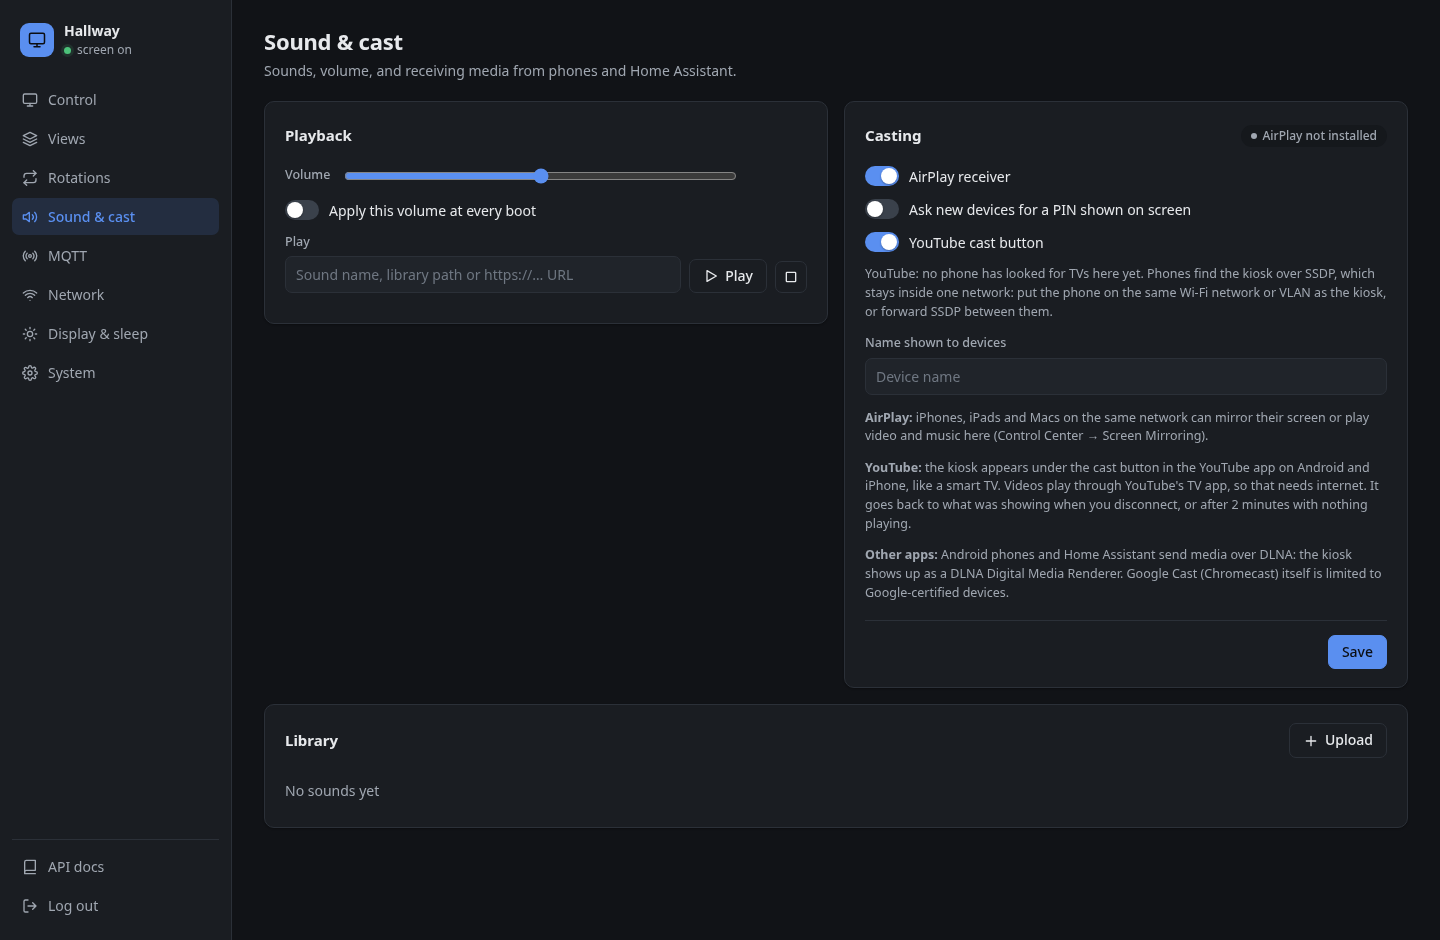 Hallway
screen on
Control
Views
Rotations
Sound & cast
MQTT
Network
Display & sleep
System
API docs
Log out
Sound & cast
Sounds, volume, and receiving media from phones and Home Assistant.
Playback
Volume
Apply this volume at every boot
Play
Sound name, library path or https://... URL
Play
Casting
AirPlay not installed
AirPlay receiver
Ask new devices for a PIN shown on screen
YouTube cast button
YouTube: no phone has looked for TVs here yet. Phones find the kiosk over SSDP, which
stays inside one network: put the phone on the same Wi-Fi network or VLAN as the kiosk,
or forward SSDP between them.
Name shown to devices
Device name
AirPlay: iPhones, iPads and Macs on the same network can mirror their screen or play
video and music here (Control Center → Screen Mirroring).
YouTube: the kiosk appears under the cast button in the YouTube app on Android and
iPhone, like a smart TV. Videos play through YouTube's TV app, so that needs internet. It
goes back to what was showing when you disconnect, or after 2 minutes with nothing
playing.
Other apps: Android phones and Home Assistant send media over DLNA: the kiosk
shows up as a DLNA Digital Media Renderer. Google Cast (Chromecast) itself is limited to
Google-certified devices.
Save
Library
Upload
No sounds yet